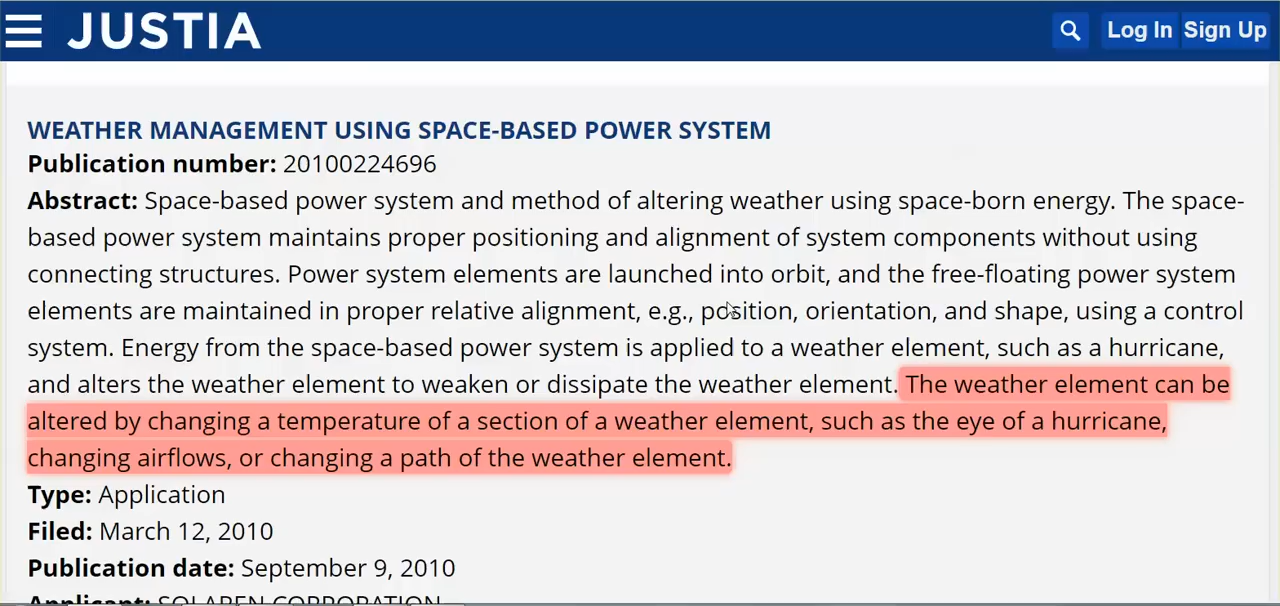 JUSTIA
Log In
Sign Up
WEATHER MANAGEMENT USING SPACE-BASED POWER SYSTEM
Publication number: 20100224696
Abstract: Space-based power system and method of altering weather using space-born energy. The space-
based power system maintains proper positioning and alignment of system components without using
connecting structures. Power system elements are launched into orbit, and the free-floating power system
elements are maintained in proper relative alignment, e.g., position, orientation, and shape, using a control
system. Energy from the space-based power system is applied to a weather element, such as a hurricane,
and alters the weather element to weaken or dissipate the weather element. The weather element can be
altered by changing a temperature of a section of a weather element, such as the eye of a hurricane,
changing airflows, or changing a path of the weather element.
Type: Application
Filed: March 12, 2010
Publication date: September 9, 2010
Applicant: SOLAREN CORPORATION